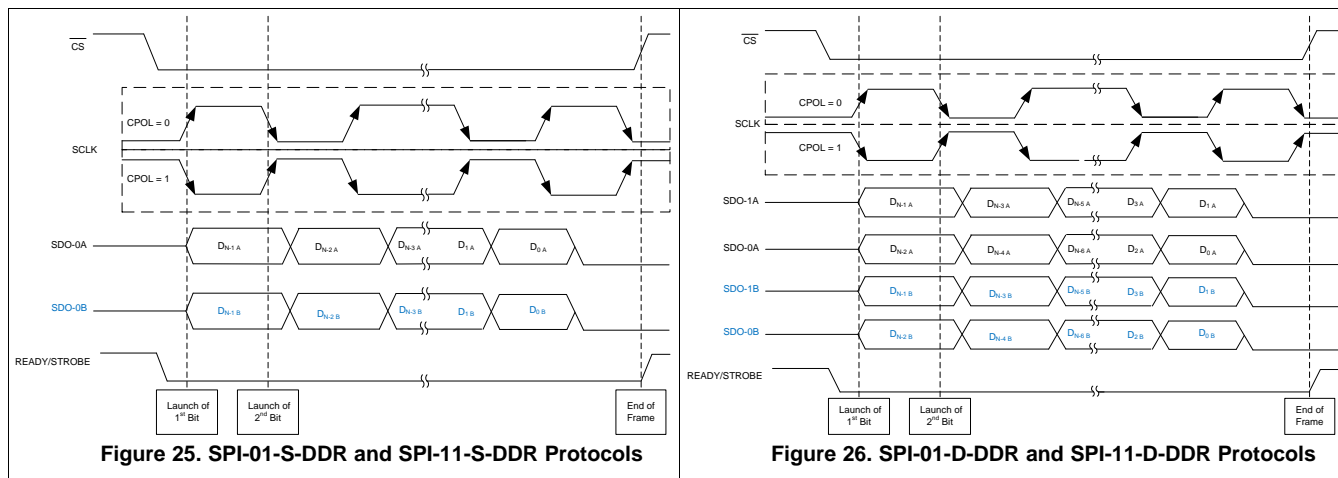 CS
CPOL = 0
SCLK
CPOL = 1
SDO-0A
DN-1 A
DN-2 A
DN-3 A
D1 A
D0 A
SDO-0B
DN-1 B
DN-2 B
DN-3 B
D1 B
D0 B
READY/STROBE
Launch of
1st Bit
Launch of
2nd Bit
End of
Frame
Figure 25. SPI-01-S-DDR and SPI-11-S-DDR Protocols
CS
CPOL = 0
SCLK
CPOL = 1
SDO-1A
DN-1 A
DN-3 A
DN-5 A
D3 A
D1 A
SDO-0A
DN-2 A
DN-4 A
DN-6 A
D2 A
D0 A
SDO-1B
DN-1 B
DN-3 B
DN-5 B
D3 B
D1 B
SDO-0B
DN-2 B
DN-4 B
DN-6 B
D2 B
D0 B
READY/STROBE
Launch of
1st Bit
Launch of
2nd Bit
End of
Frame
Figure 26. SPI-01-D-DDR and SPI-11-D-DDR Protocols